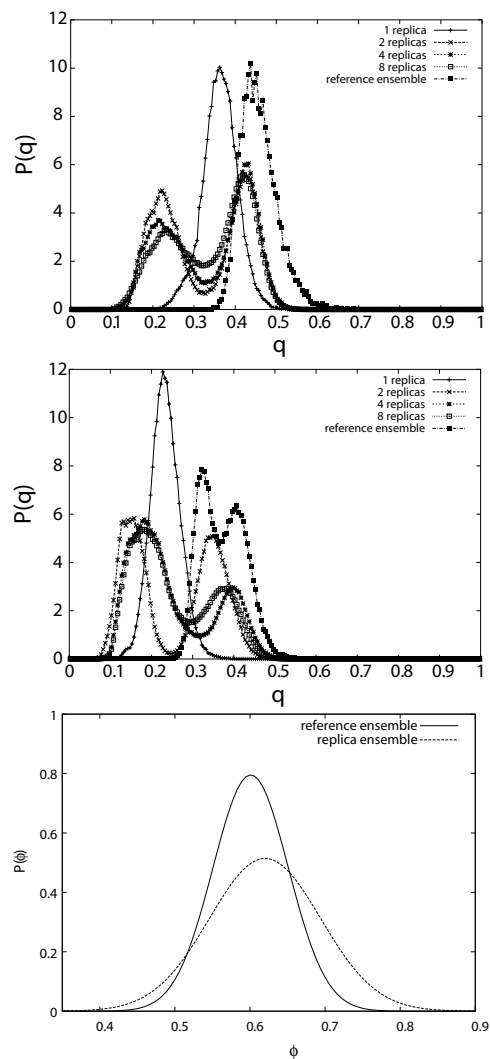 12
10
8
6
4
2
0
P(q)
1 replica
2 replicas
4 replicas
8 replicas
reference ensemble
0 0.1 0.2 0.3 0.4 0.5 0.6 0.7 0.8 0.9 1
q
12
10
8
6
4
2
0
P(q)
1 replica
2 replicas
4 replicas
8 replicas
reference ensemble
0 0.1 0.2 0.3 0.4 0.5 0.6 0.7 0.8 0.9 1
q
1
0.8
0.6
0.4
0.2
0
P(ϕ)
reference ensemble
replica ensemble
0.4 0.5 0.6 0.7 0.8 0.9
ϕ